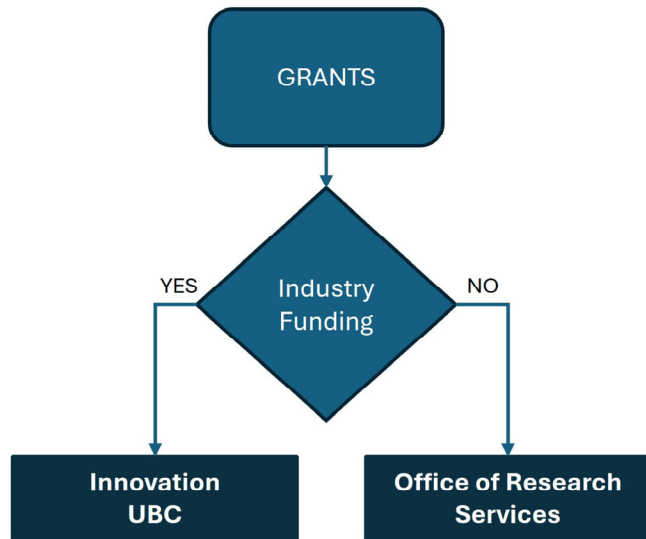 GRANTS
YES
NO
Industry
Funding
Innovation
UBC
Office of Research
Services